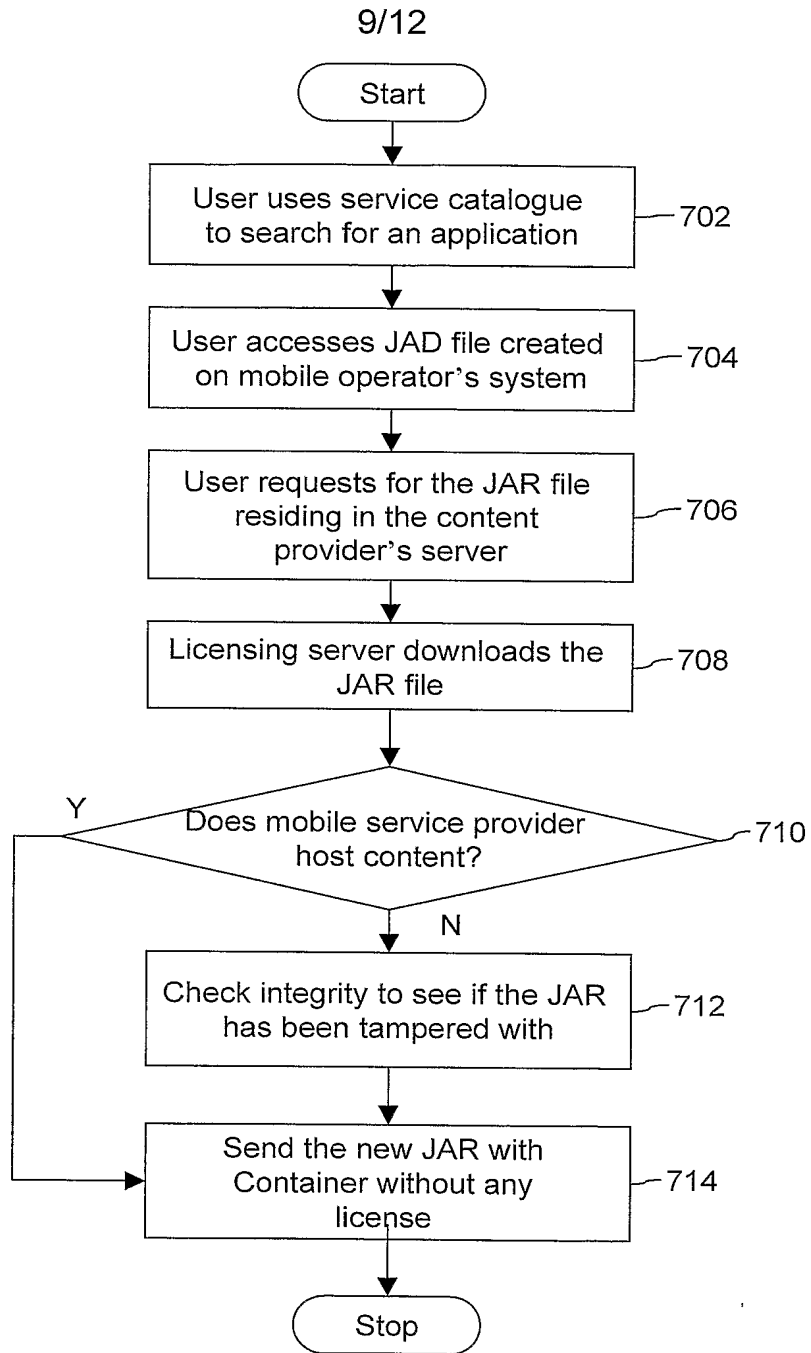 9/12
Start
User uses service catalogue
to search for an application
702
User accesses JAD file created
on mobile operator's system
704
User requests for the JAR file
residing in the content
provider's server
706
Licensing server downloads the
JAR file
708
Y
Does mobile service provider
host content?
710
N
Check integrity to see if the JAR
has been tampered with
712
Send the new JAR with
Container without any
license
714
Stop